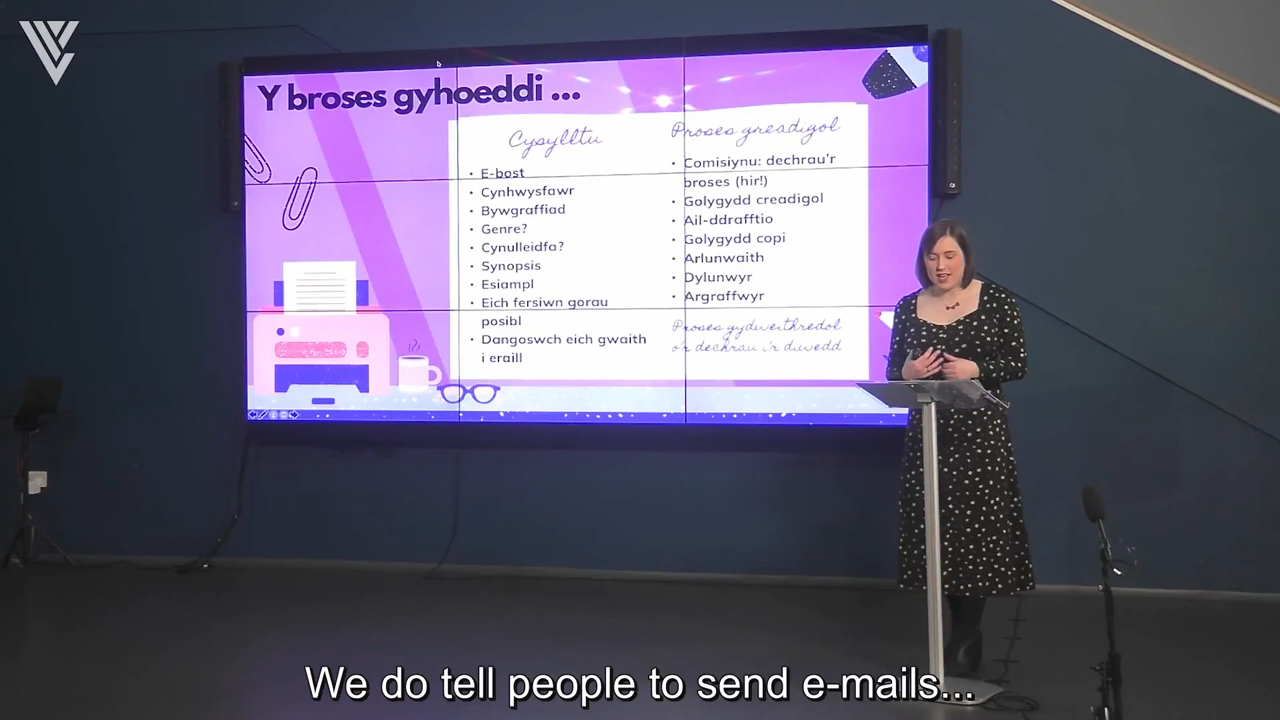 Y broses gyhoeddi ...
Cysylltu
• E-bost
• Cynhwysfawr
• Bywgraffiad
• Genre?
• Cynulleidfa?
• Synopsis
• Esiampl
• Eich fersiwn gorau
posibl
• Dangoswch eich gwaith
i eraill
Proses greadigol
• Comisiynu: dechrau'r
broses (hir!)
• Golygydd creadigol
• Ail-ddrafftio
• Golygydd copi
• Arlunwaith
• Dylunwyr
• Argraffwyr
Proses gydweithredol
o'r dechrau i'r diwedd
We do tell people to send e-mails...